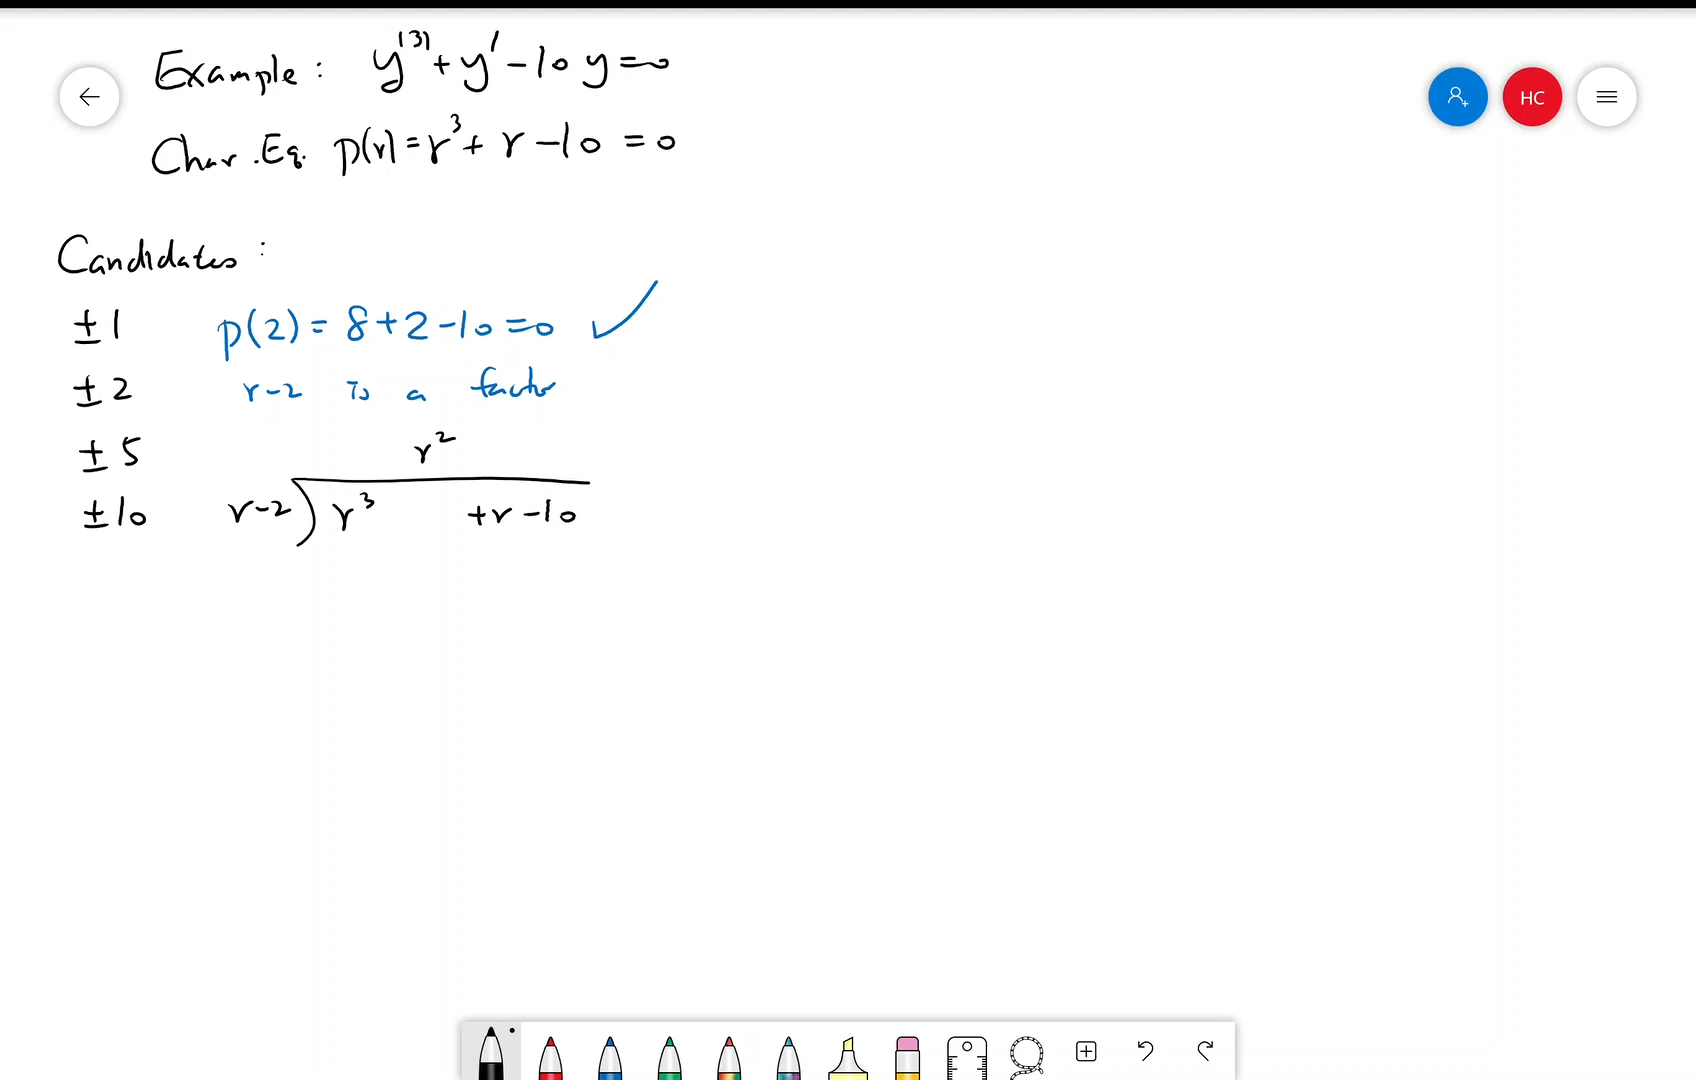 Example: y⁽³⁾ + y' - 10y = 0
Char. Eq. p(r) = r³ + r - 10 = 0
Candidates:
±1
p(2) = 8 + 2 - 10 = 0 ✓
±2
r-2 is a factor
±5
r²
±10
r-2 ) r³ + r - 10
HC